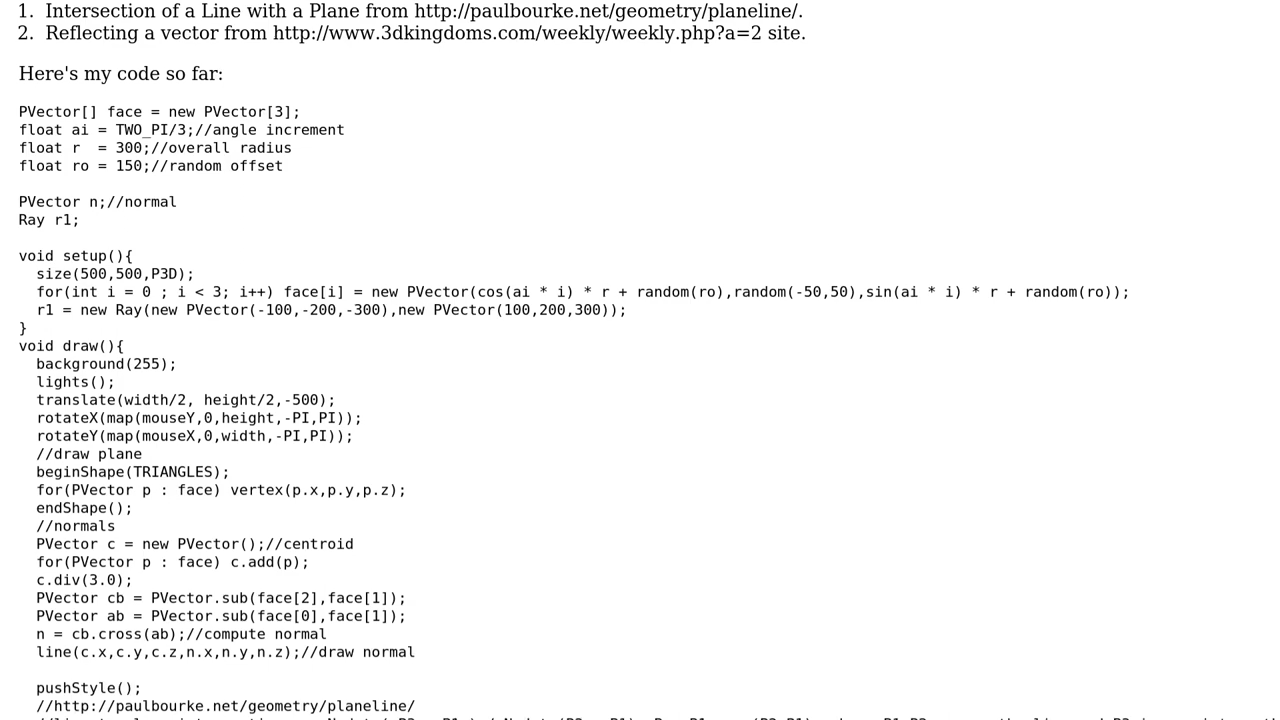 1. Intersection of a Line with a Plane from http://paulbourke.net/geometry/planeline/.
2. Reflecting a vector from http://www.3dkingdoms.com/weekly/weekly.php?a=2 site.
Here's my code so far:
PVector[] face = new PVector[3];
float ai = TWO_PI/3;//angle increment
float r  = 300;//overall radius
float ro = 150;//random offset
PVector n;//normal
Ray r1;
void setup(){
  size(500,500,P3D);
  for(int i = 0 ; i < 3; i++) face[i] = new PVector(cos(ai * i) * r + random(ro),random(-50,50),sin(ai * i) * r + random(ro));
  r1 = new Ray(new PVector(-100,-200,-300),new PVector(100,200,300));
}
void draw(){
  background(255);
  lights();
  translate(width/2, height/2,-500);
  rotateX(map(mouseY,0,height,-PI,PI));
  rotateY(map(mouseX,0,width,-PI,PI));
  //draw plane
  beginShape(TRIANGLES);
  for(PVector p : face) vertex(p.x,p.y,p.z);
  endShape();
  //normals
  PVector c = new PVector();//centroid
  for(PVector p : face) c.add(p);
  c.div(3.0);
  PVector cb = PVector.sub(face[2],face[1]);
  PVector ab = PVector.sub(face[0],face[1]);
  n = cb.cross(ab);//compute normal
  line(c.x,c.y,c.z,n.x,n.y,n.z);//draw normal
  pushStyle();
  //http://paulbourke.net/geometry/planeline/